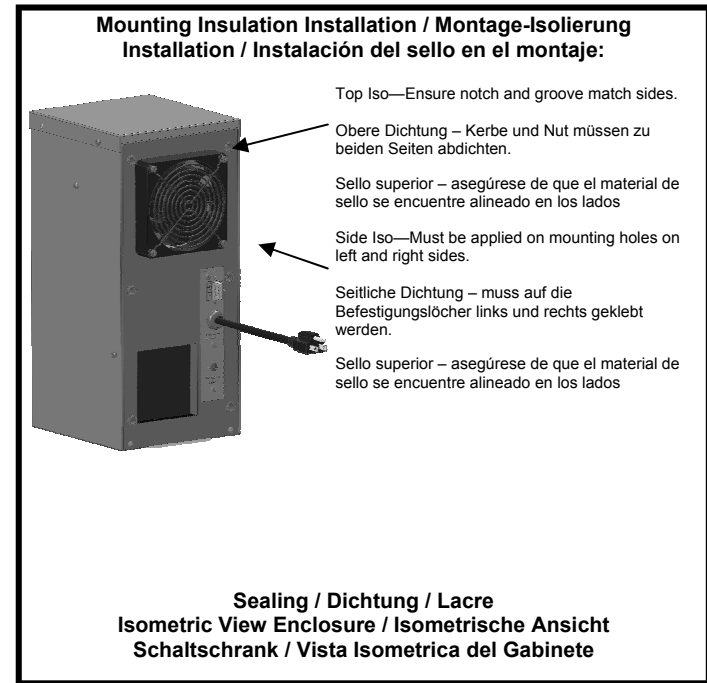 Mounting Insulation Installation / Montage-Isolierung
Installation / Instalación del sello en el montaje:
Top Iso—Ensure notch and groove match sides.
Obere Dichtung – Kerbe und Nut müssen zu
beiden Seiten abdichten.
Sello superior – asegúrese de que el material de
sello se encuentre alineado en los lados
Side Iso—Must be applied on mounting holes on
left and right sides.
Seitliche Dichtung – muss auf die
Befestigungslöcher links und rechts geklebt
werden.
Sello superior – asegúrese de que el material de
sello se encuentre alineado en los lados
Sealing / Dichtung / Lacre
Isometric View Enclosure / Isometrische Ansicht
Schaltschrank / Vista Isometrica del Gabinete